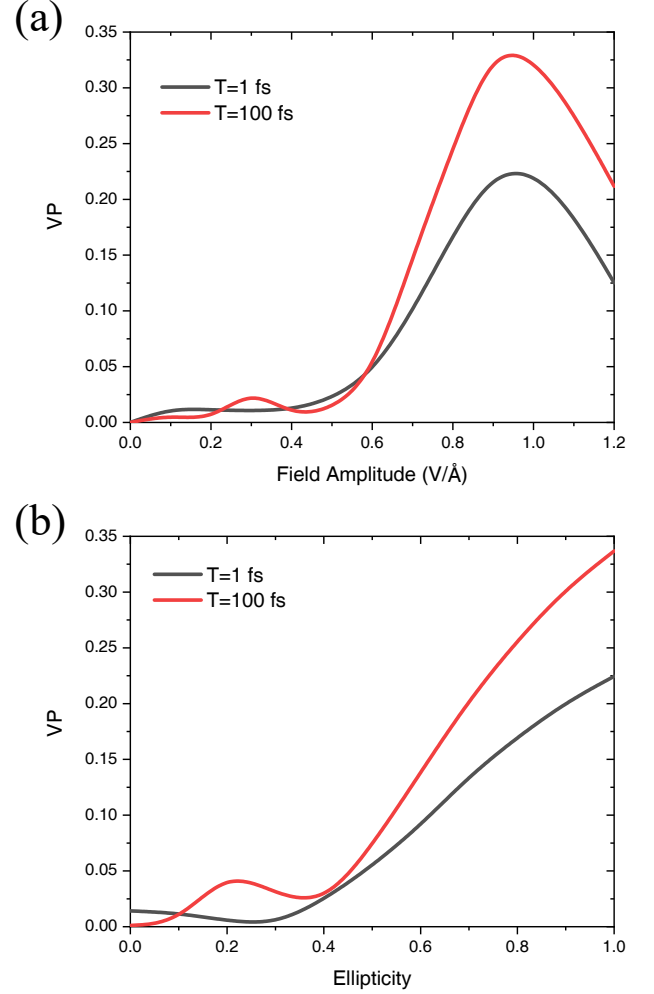 (a)
0.35
0.30
0.25
0.20
0.15
0.10
0.05
0.00
VP
T=1 fs
T=100 fs
0.0 0.2 0.4 0.6 0.8 1.0 1.2
Field Amplitude (V/Å)
(b)
0.35
0.30
0.25
0.20
0.15
0.10
0.05
0.00
VP
T=1 fs
T=100 fs
0.0 0.2 0.4 0.6 0.8 1.0
Ellipticity